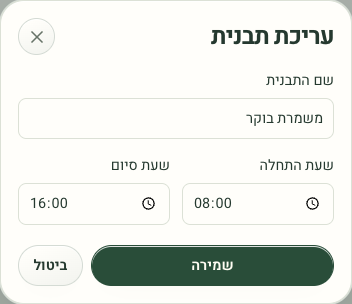 עריכת תבנית
שם התבנית
משמרת בוקר
שעת התחלה
שעת סיום
08:00
16:00
שמירה
ביטול